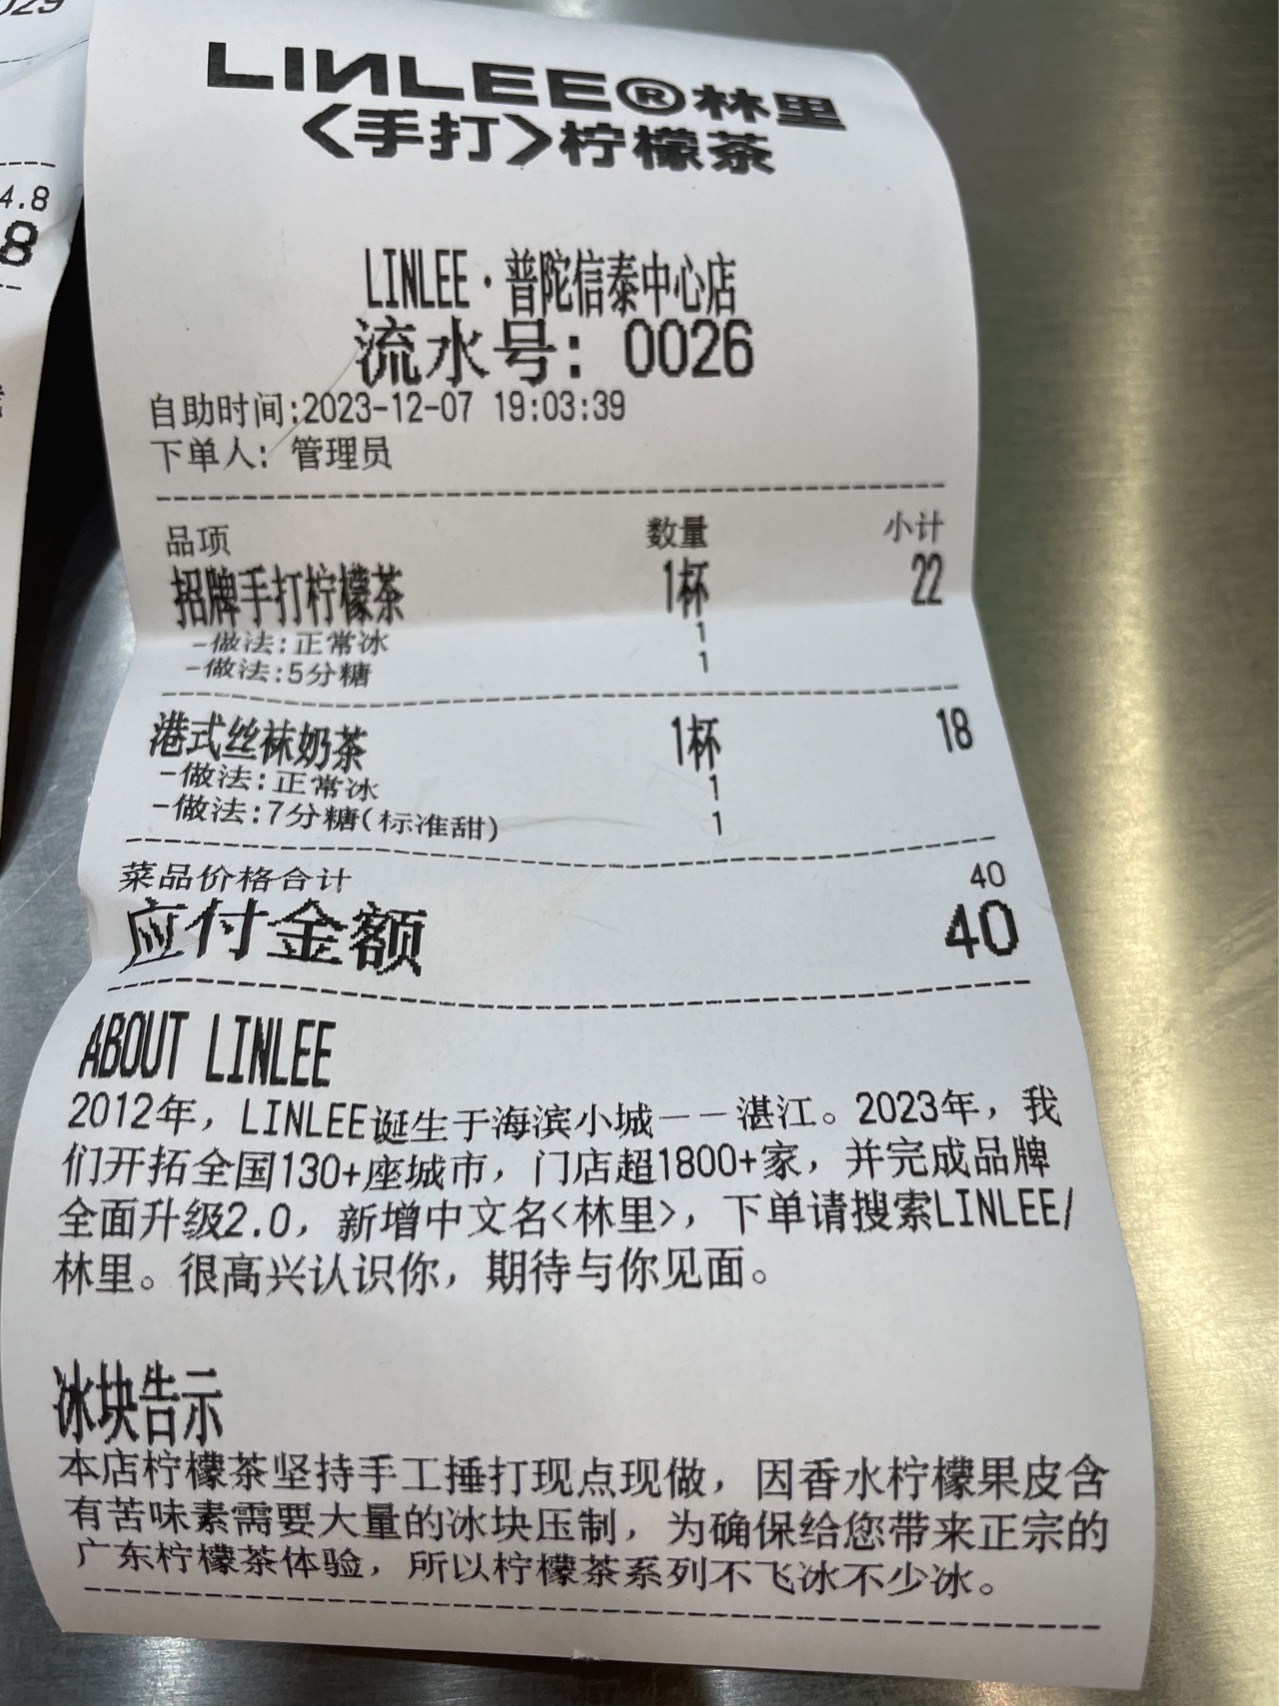 029
4.8
8
LINLEE®林里
<手打>柠檬茶
LINLEE·普陀信泰中心店
流水号: 0026
自助时间:2023-12-07 19:03:39
下单人: 管理员
品项 数量 小计
招牌手打柠檬茶 1杯 22
-做法:正常冰 1
-做法:5分糖 1
港式丝袜奶茶 1杯 18
-做法:正常冰 1
-做法:7分糖(标准甜) 1
菜品价格合计 40
应付金额 40
ABOUT LINLEE
2012年，LINLEE诞生于海滨小城——湛江。2023年，我
们开拓全国130+座城市，门店超1800+家，并完成品牌
全面升级2.0，新增中文名<林里>，下单请搜索LINLEE/
林里。很高兴认识你，期待与你见面。
冰块告示
本店柠檬茶坚持手工捶打现点现做，因香水柠檬果皮含
有苦味素需要大量的冰块压制，为确保给您带来正宗的
广东柠檬茶体验，所以柠檬茶系列不飞冰不少冰。